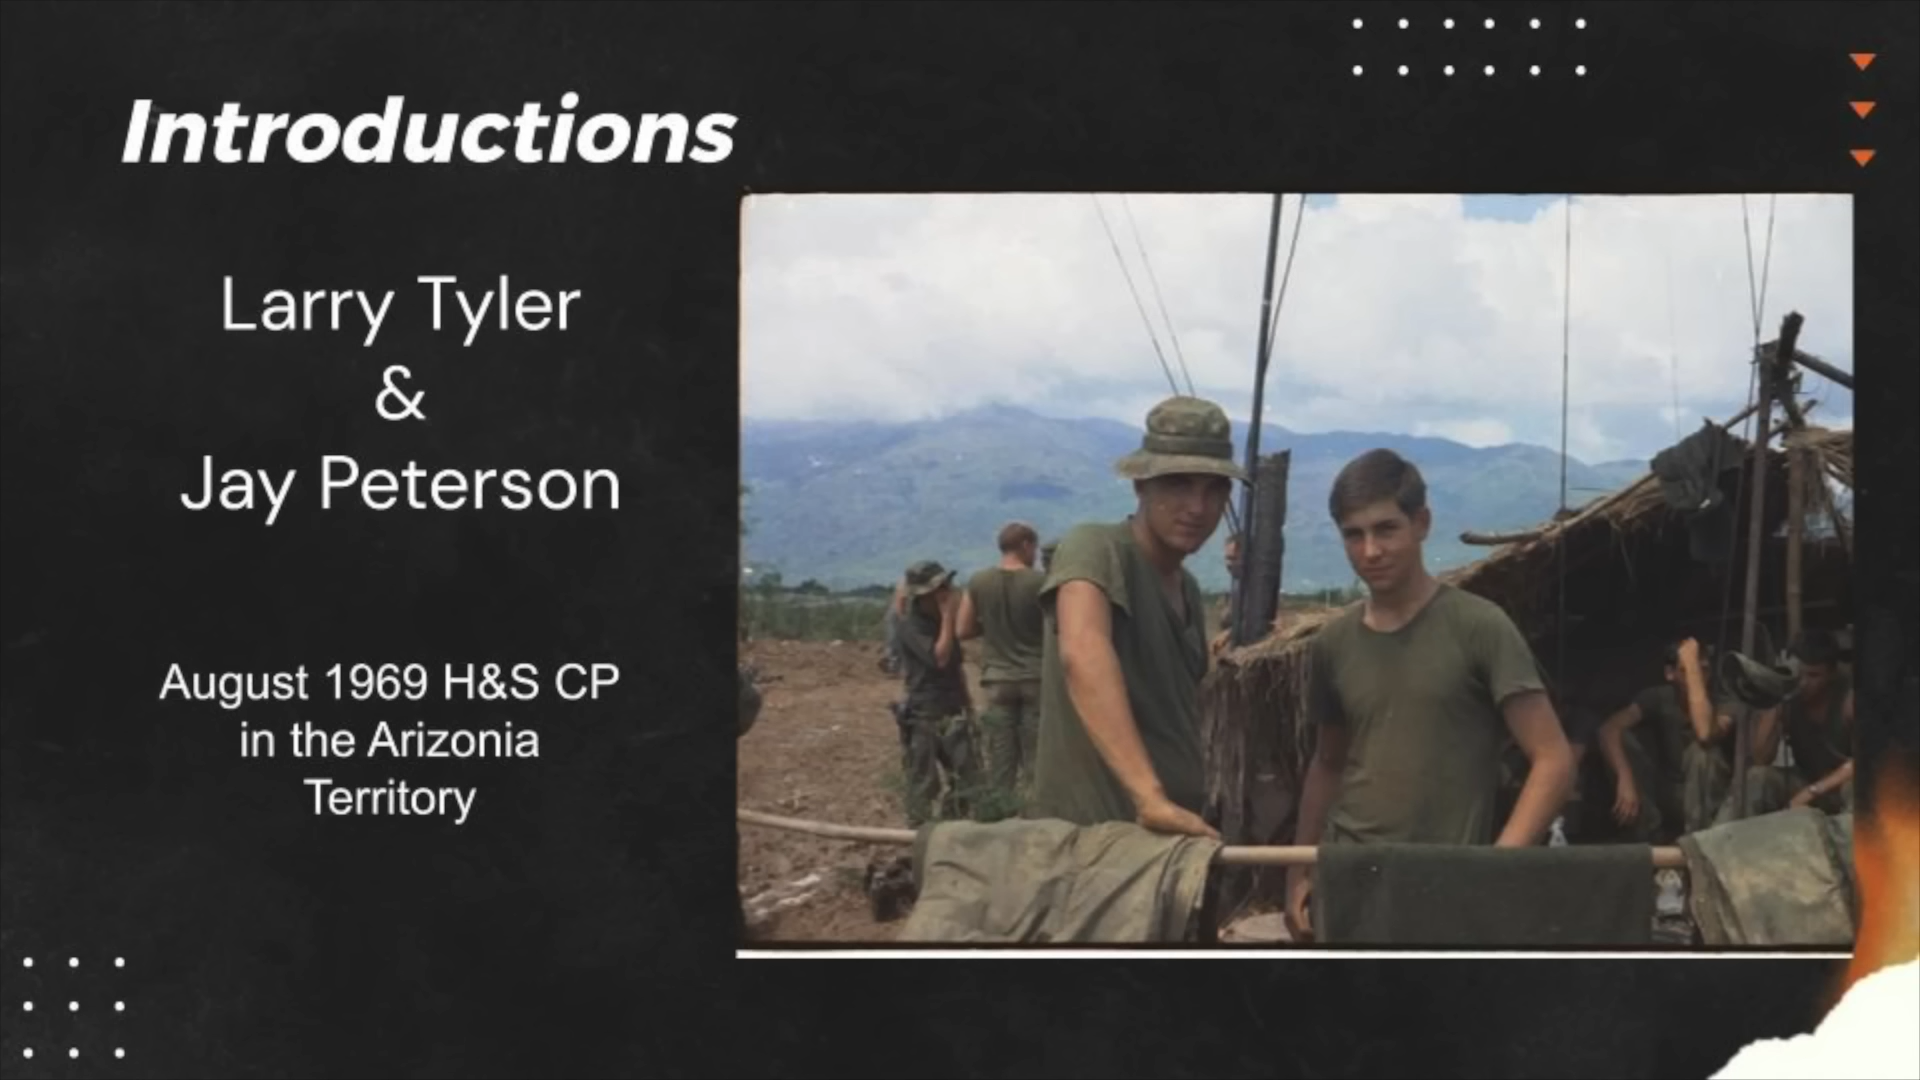 Introductions
Larry Tyler
&
Jay Peterson
August 1969 H&S CP
in the Arizonia
Territory